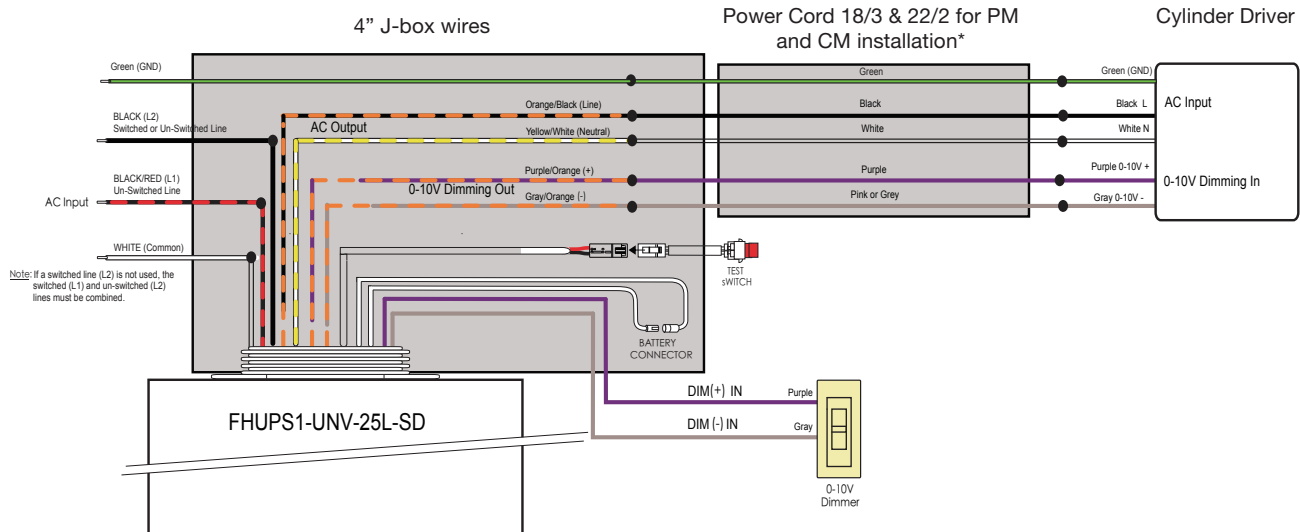 4” J-box wires
Power Cord 18/3 & 22/2 for PM
and CM installation*
Cylinder Driver
Green (GND)
Green
Green (GND)
Orange/Black (Line)
Black
Black L
AC Input
BLACK (L2)
Switched or Un-Switched Line
AC Output
Yellow/White (Neutral)
White
White N
BLACK/RED (L1)
Un-Switched Line
Purple/Orange (+)
Purple
Purple 0-10V +
0-10V Dimming In
AC Input
0-10V Dimming Out
Gray/Orange (-)
Pink or Grey
Gray 0-10V -
WHITE (Common)
Note: If a switched line (L2) is not used, the
switched (L1) and un-switched (L2)
lines must be combined.
TEST
sWITCH
BATTERY
CONNECTOR
DIM(+) IN
Purple
FHUPS1-UNV-25L-SD
DIM (-) IN
Gray
0-10V
Dimmer